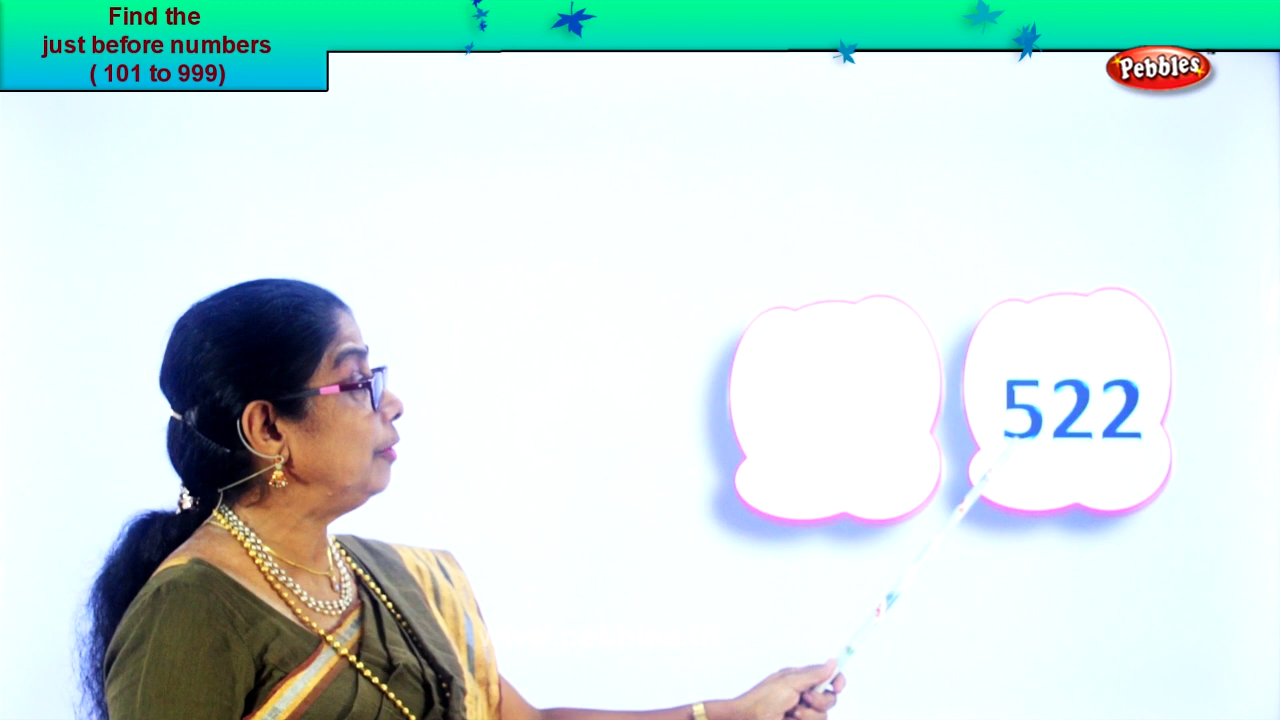 Find the
just before numbers
( 101 to 999)
Pebbles
522